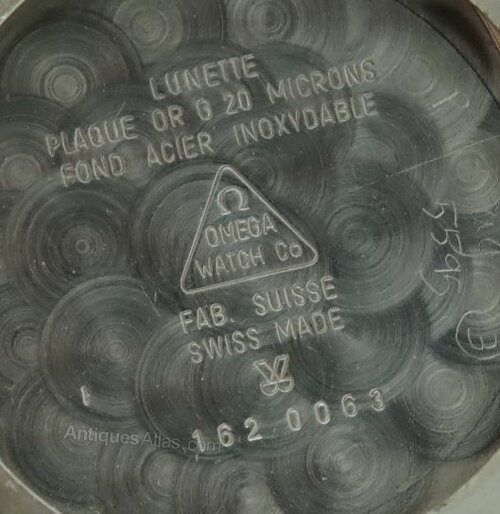 LUNETTE
PLAQUE OR G 20 MICRONS
FOND ACIER INOXYDABLE
Ω
OMEGA
WATCH Co
FAB. SUISSE
SWISS MADE
162 0063
AntiquesAtlas.com